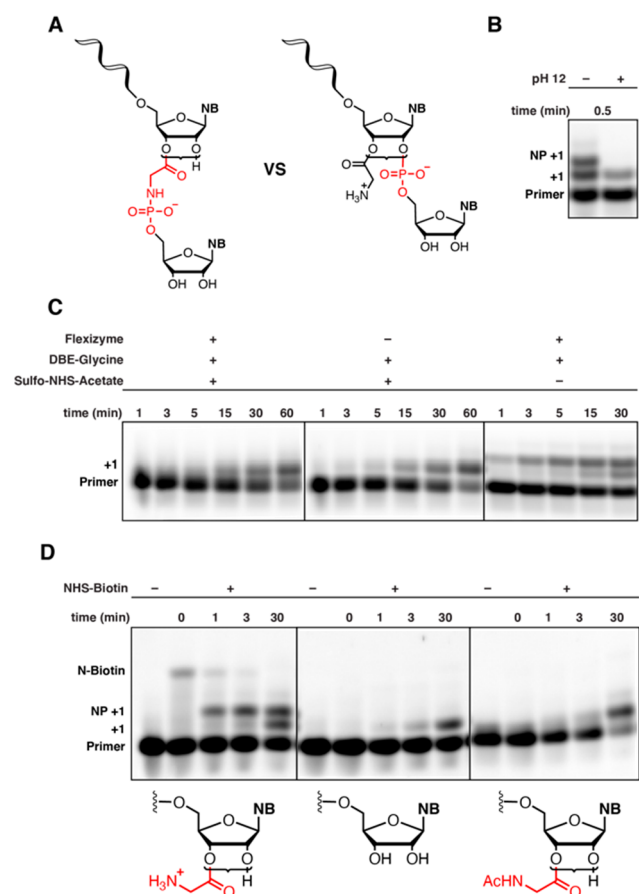 A
B
NB
O
O
O
O
H
O
NH
O=P−O⁻
O
NB
O
OH OH
VS
NB
O
O
O
O
O
H₃N⁺
O=P−O⁻
O
NB
O
OH OH
pH 12 − +
time (min) 0.5
NP +1
+1
Primer
C
Flexizyme + − +
DBE-Glycine + + +
Sulfo-NHS-Acetate + + −
time (min) 1 3 5 15 30 60 1 3 5 15 30 60 1 3 5 15 30
+1
Primer
D
NHS-Biotin − + − + − +
time (min) 0 1 3 30 0 1 3 30 0 1 3 30
N-Biotin
NP +1
+1
Primer
O NB O NB O NB
O O O
O O H OH OH O O H
H₃N⁺ O AcHN O